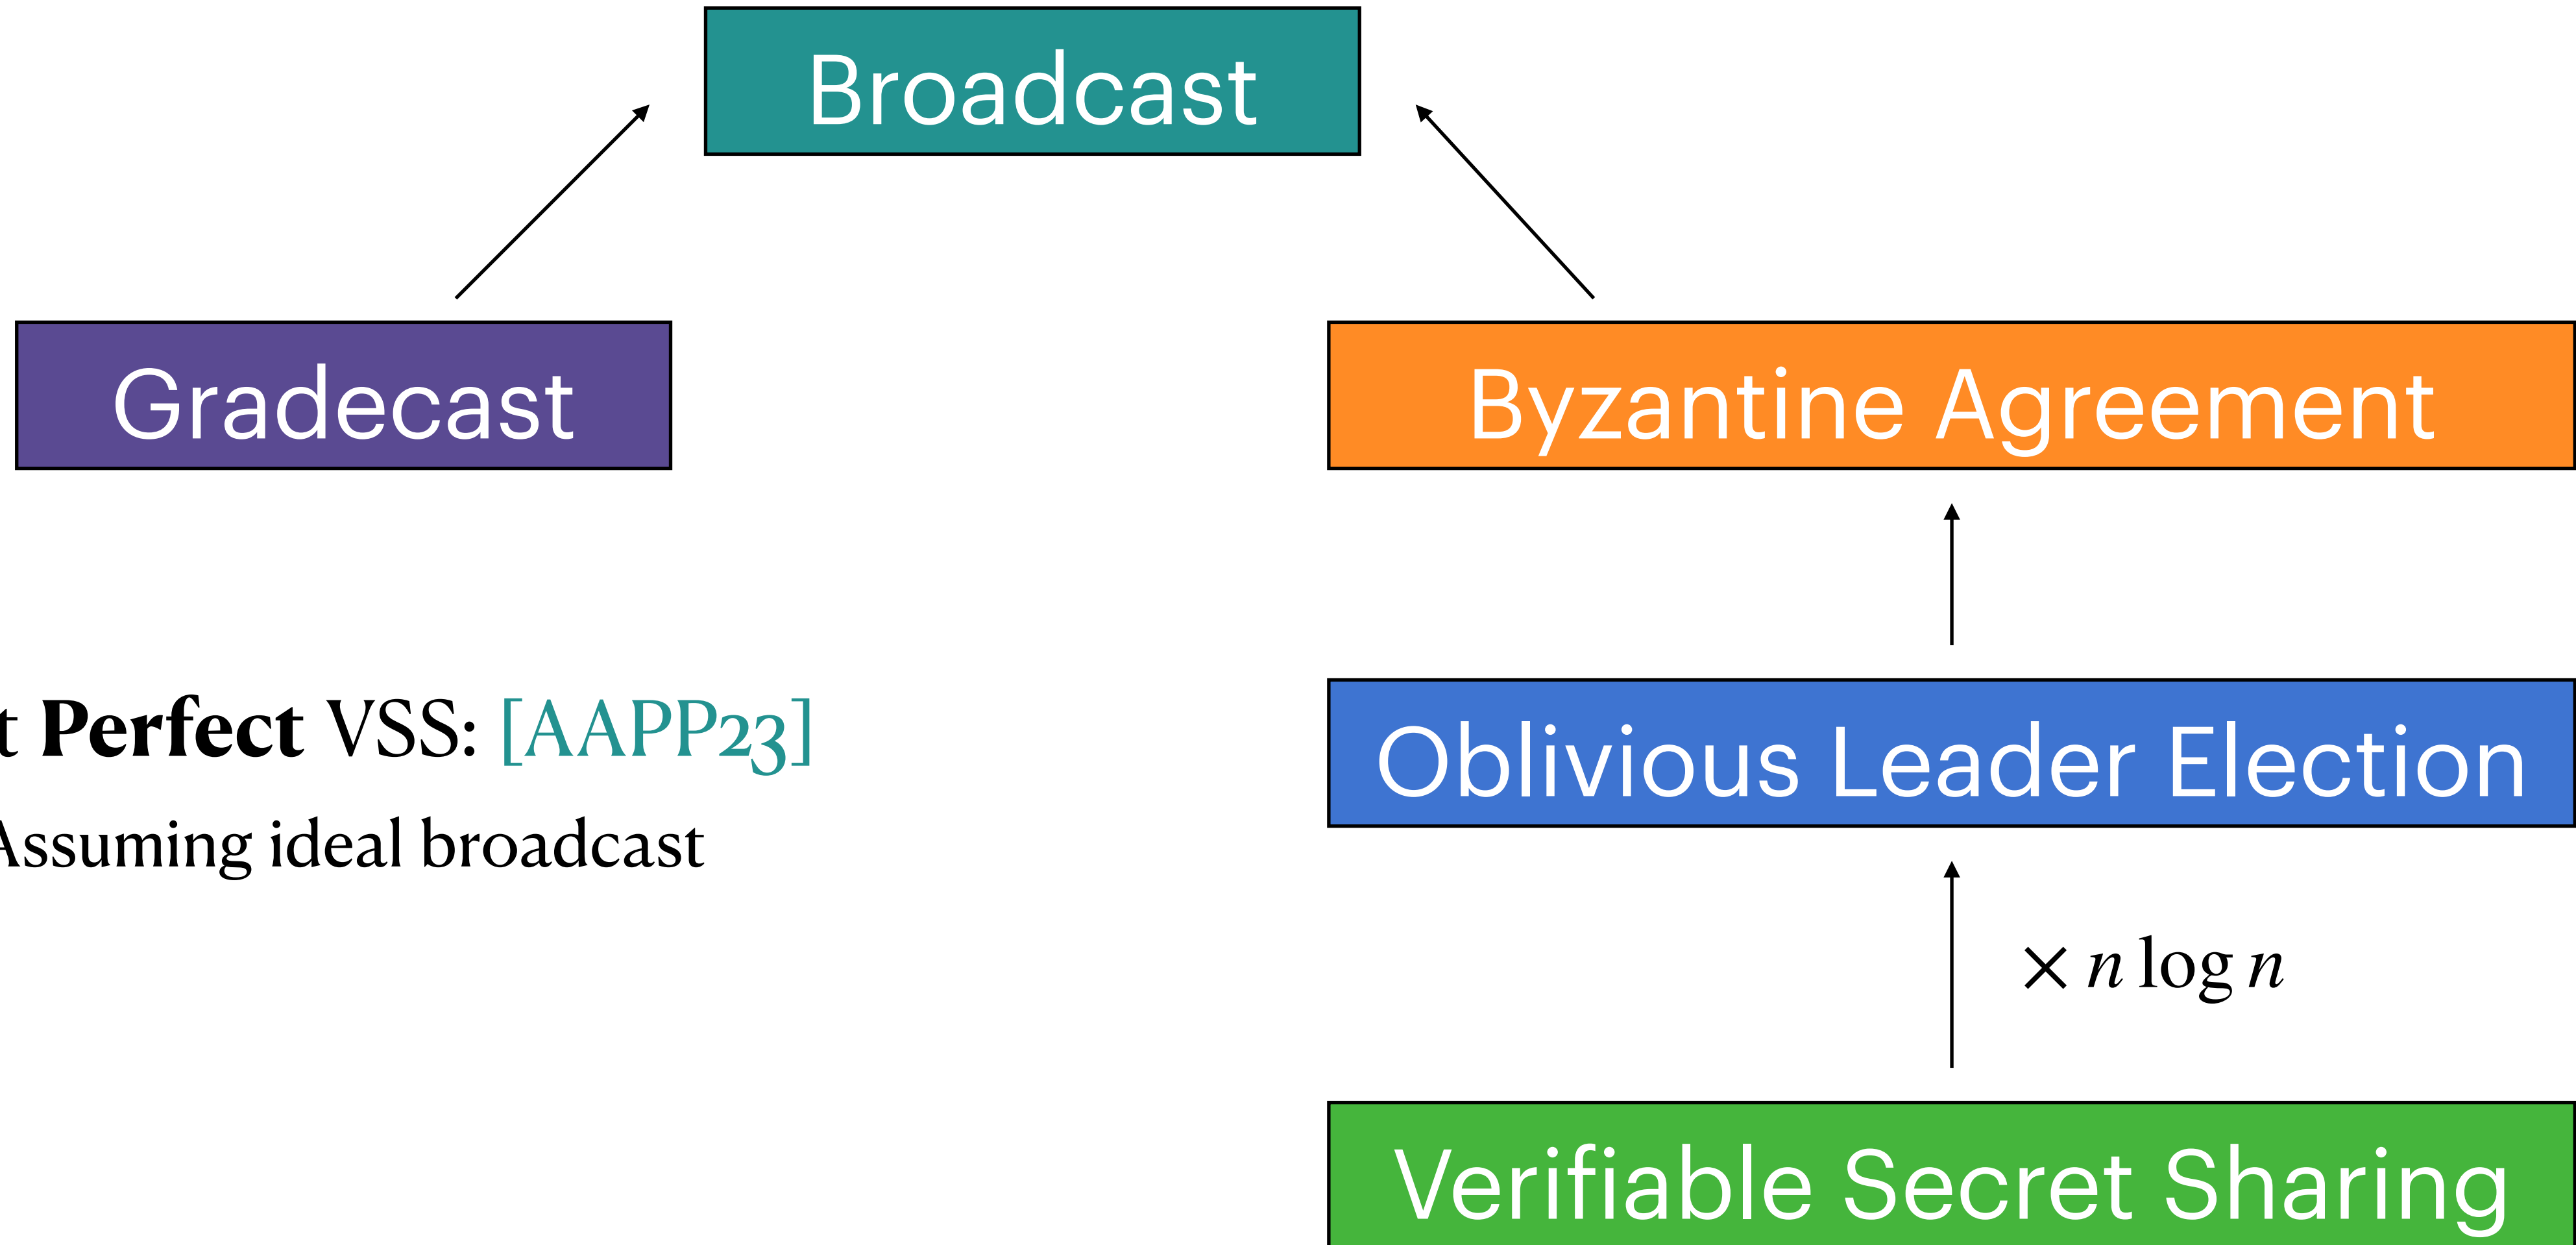 Broadcast
Gradecast
Byzantine Agreement
t Perfect VSS: [AAPP23]
Assuming ideal broadcast
Oblivious Leader Election
× n log n
Verifiable Secret Sharing